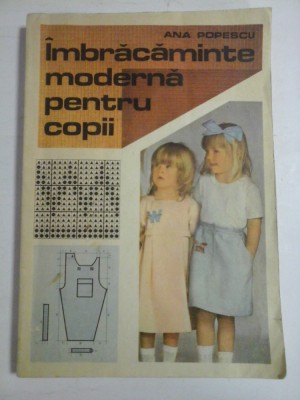 ANA POPESCU
Îmbrăcăminte
modernă
pentru
copii